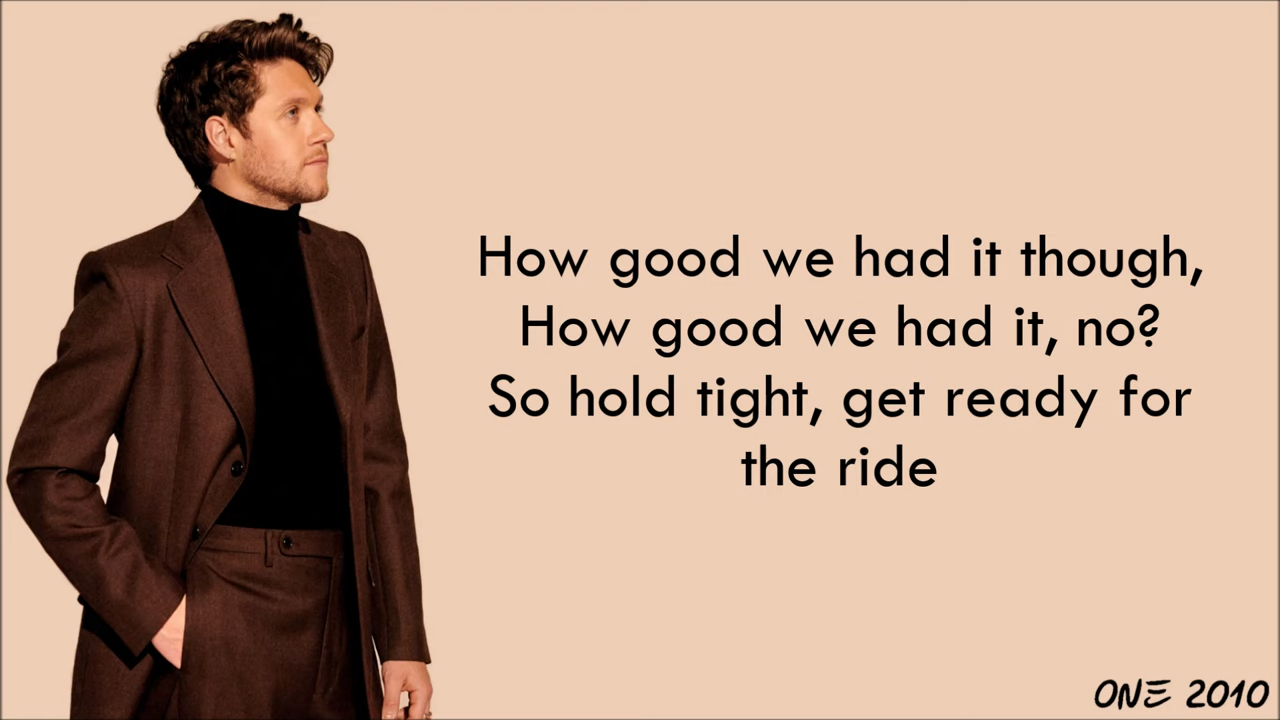 How good we had it though,
How good we had it, no?
So hold tight, get ready for
the ride
ONE 2010